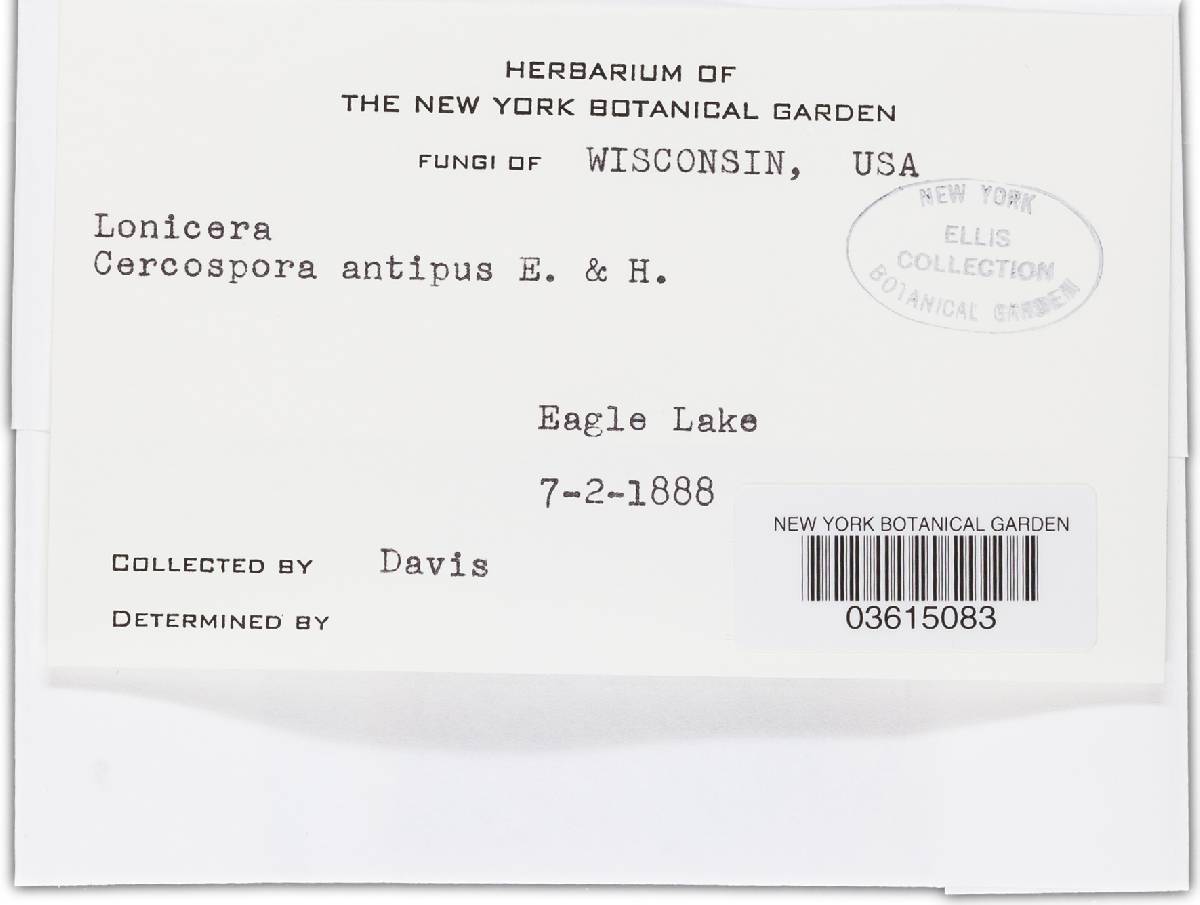 HERBARIUM OF
THE NEW YORK BOTANICAL GARDEN
FUNGI OF WISCONSIN, USA
NEW YORK
ELLIS
COLLECTION
BOTANICAL GARDEN
Lonicera
Cercospora antipus E. & H.
Eagle Lake
7-2-1888
COLLECTED BY Davis
DETERMINED BY
NEW YORK BOTANICAL GARDEN
03615083